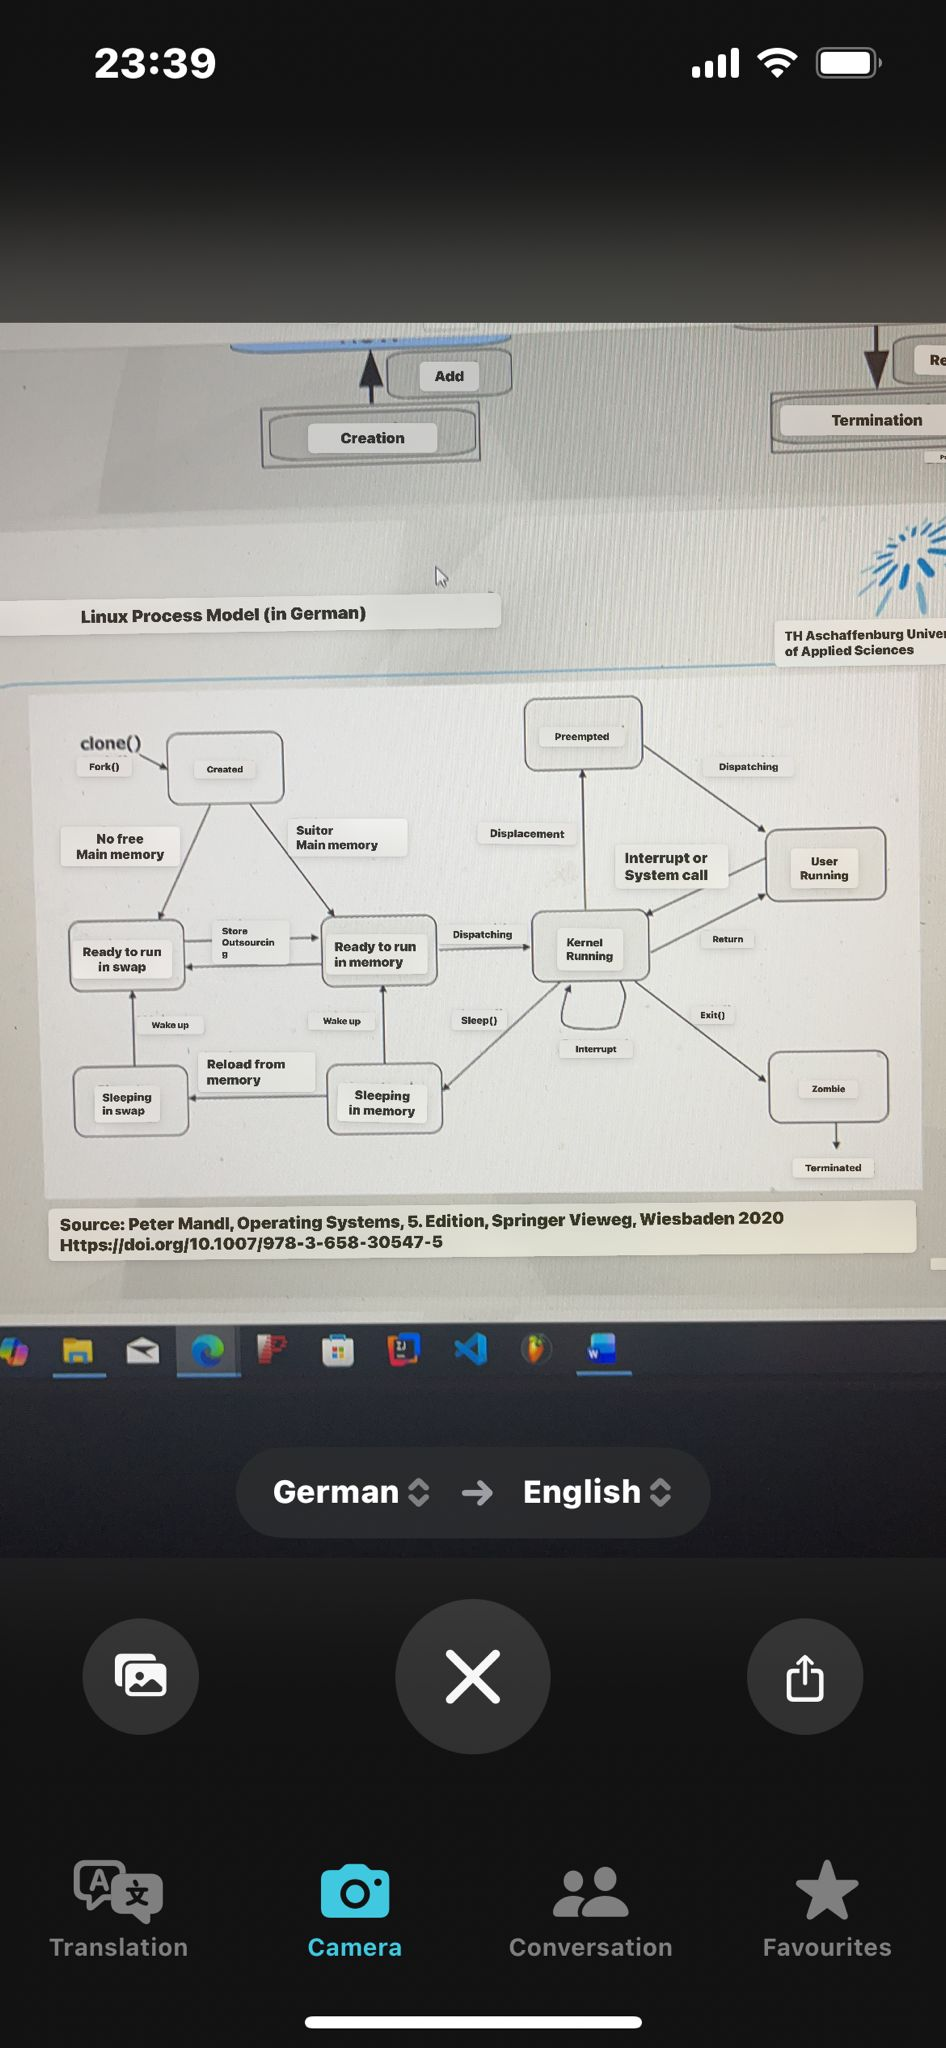 23:39
Add
Creation
Termination
Linux Process Model (in German)
TH Aschaffenburg
of Applied Sciences
clone()
Fork()
Created
Preempted
Dispatching
No free
Main memory
Suitor
Main memory
Displacement
Interrupt or
System call
User
Running
Ready to run
in swap
Store
Outsourcin
g
Ready to run
in memory
Dispatching
Kernel
Running
Return
Wake up
Wake up
Sleep()
Exit()
Interrupt
Reload from
memory
Sleeping
in swap
Sleeping
in memory
Zombie
Terminated
Source: Peter Mandl, Operating Systems, 5. Edition, Springer Vieweg, Wiesbaden 2020
Https://doi.org/10.1007/978-3-658-30547-5
German → English
Translation
Camera
Conversation
Favourites